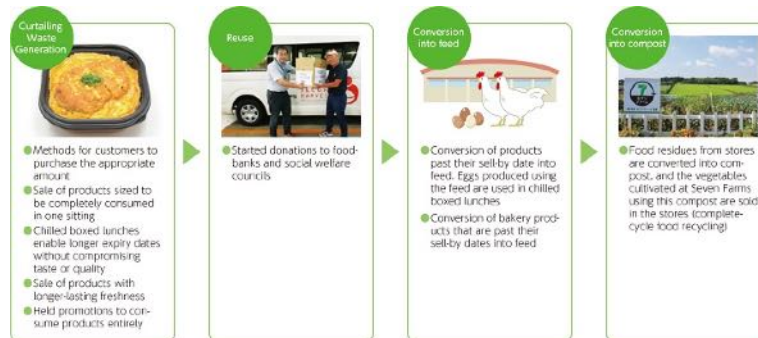 Curtailing
Waste
Generation
Methods for customers to
purchase the appropriate
amount
Sale of products sized to
be completely consumed
in one sitting
Chilled boxed lunches
enable longer expiry dates
without compromising
taste or quality
Sale of products with
longer-lasting freshness
Held promotions to con-
sume products entirely
Reuse
Started donations to food-
banks and social welfare
councils
Conversion
into feed
Conversion of products
past their sell-by date into
feed. Eggs produced using
the feed are used in chilled
boxed lunches
Conversion of bakery prod-
ucts that are past their
sell-by dates into feed
Conversion
into compost
7
Food residues from stores
are converted into com-
post, and the vegetables
cultivated at Seven Farms
using this compost are sold
in the stores (complete-
cycle food recycling)